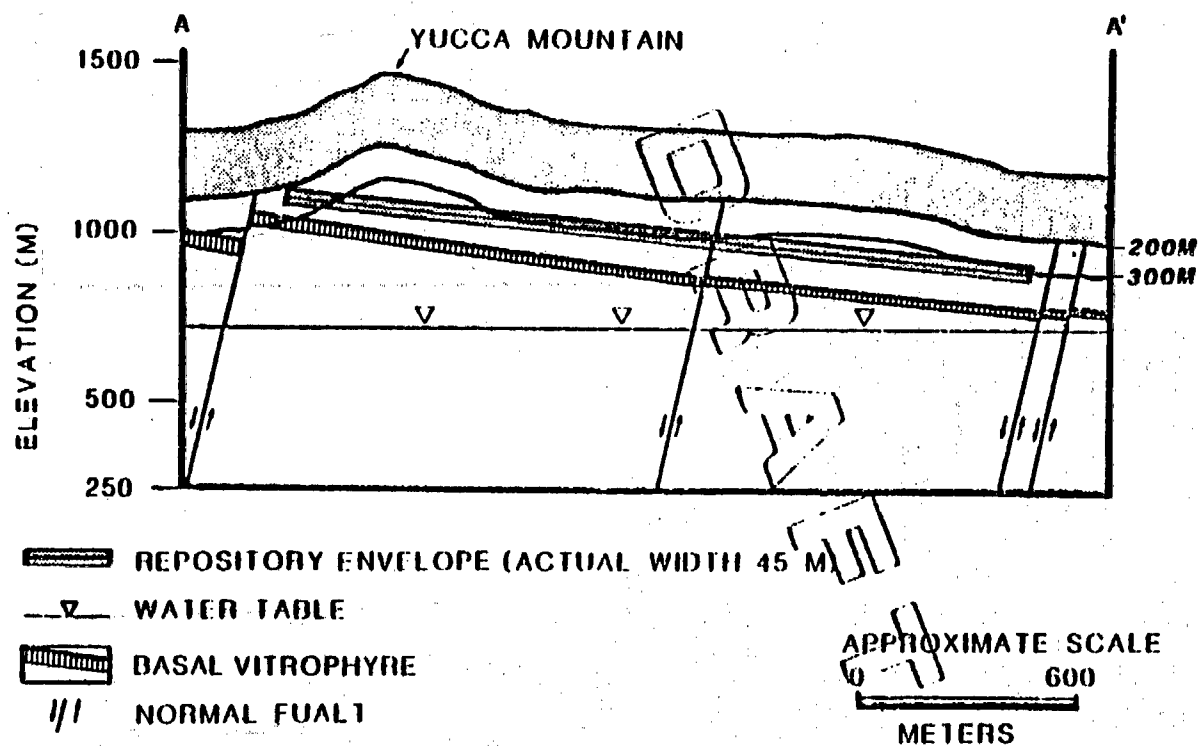 A
A'
YUCCA MOUNTAIN
1500
1000
500
250
ELEVATION (M)
200M
300M
REPOSITORY ENVELOPE (ACTUAL WIDTH 45 M)
WATER TABLE
BASAL VITROPHYRE
NORMAL FUALT
APPROXIMATE SCALE
0 600
METERS